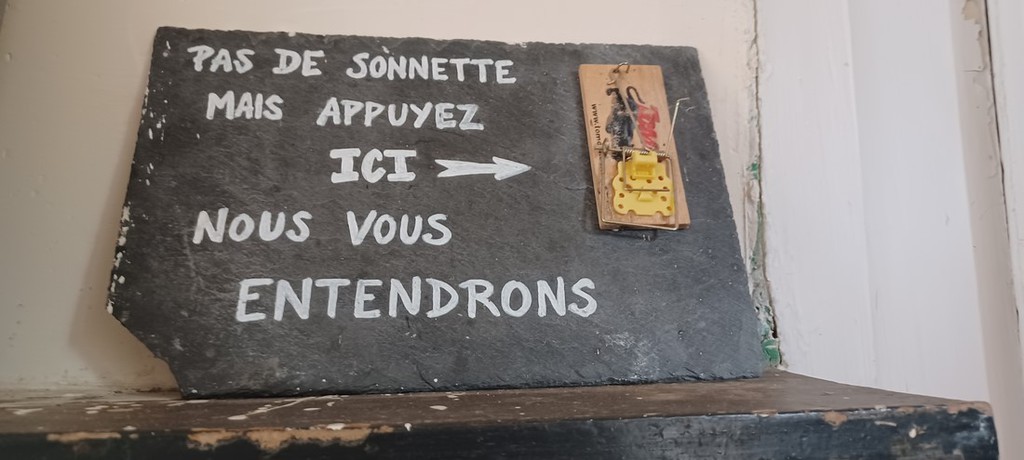 PAS DE SONNETTE
MAIS APPUYEZ
ICI
NOUS VOUS
ENTENDRONS